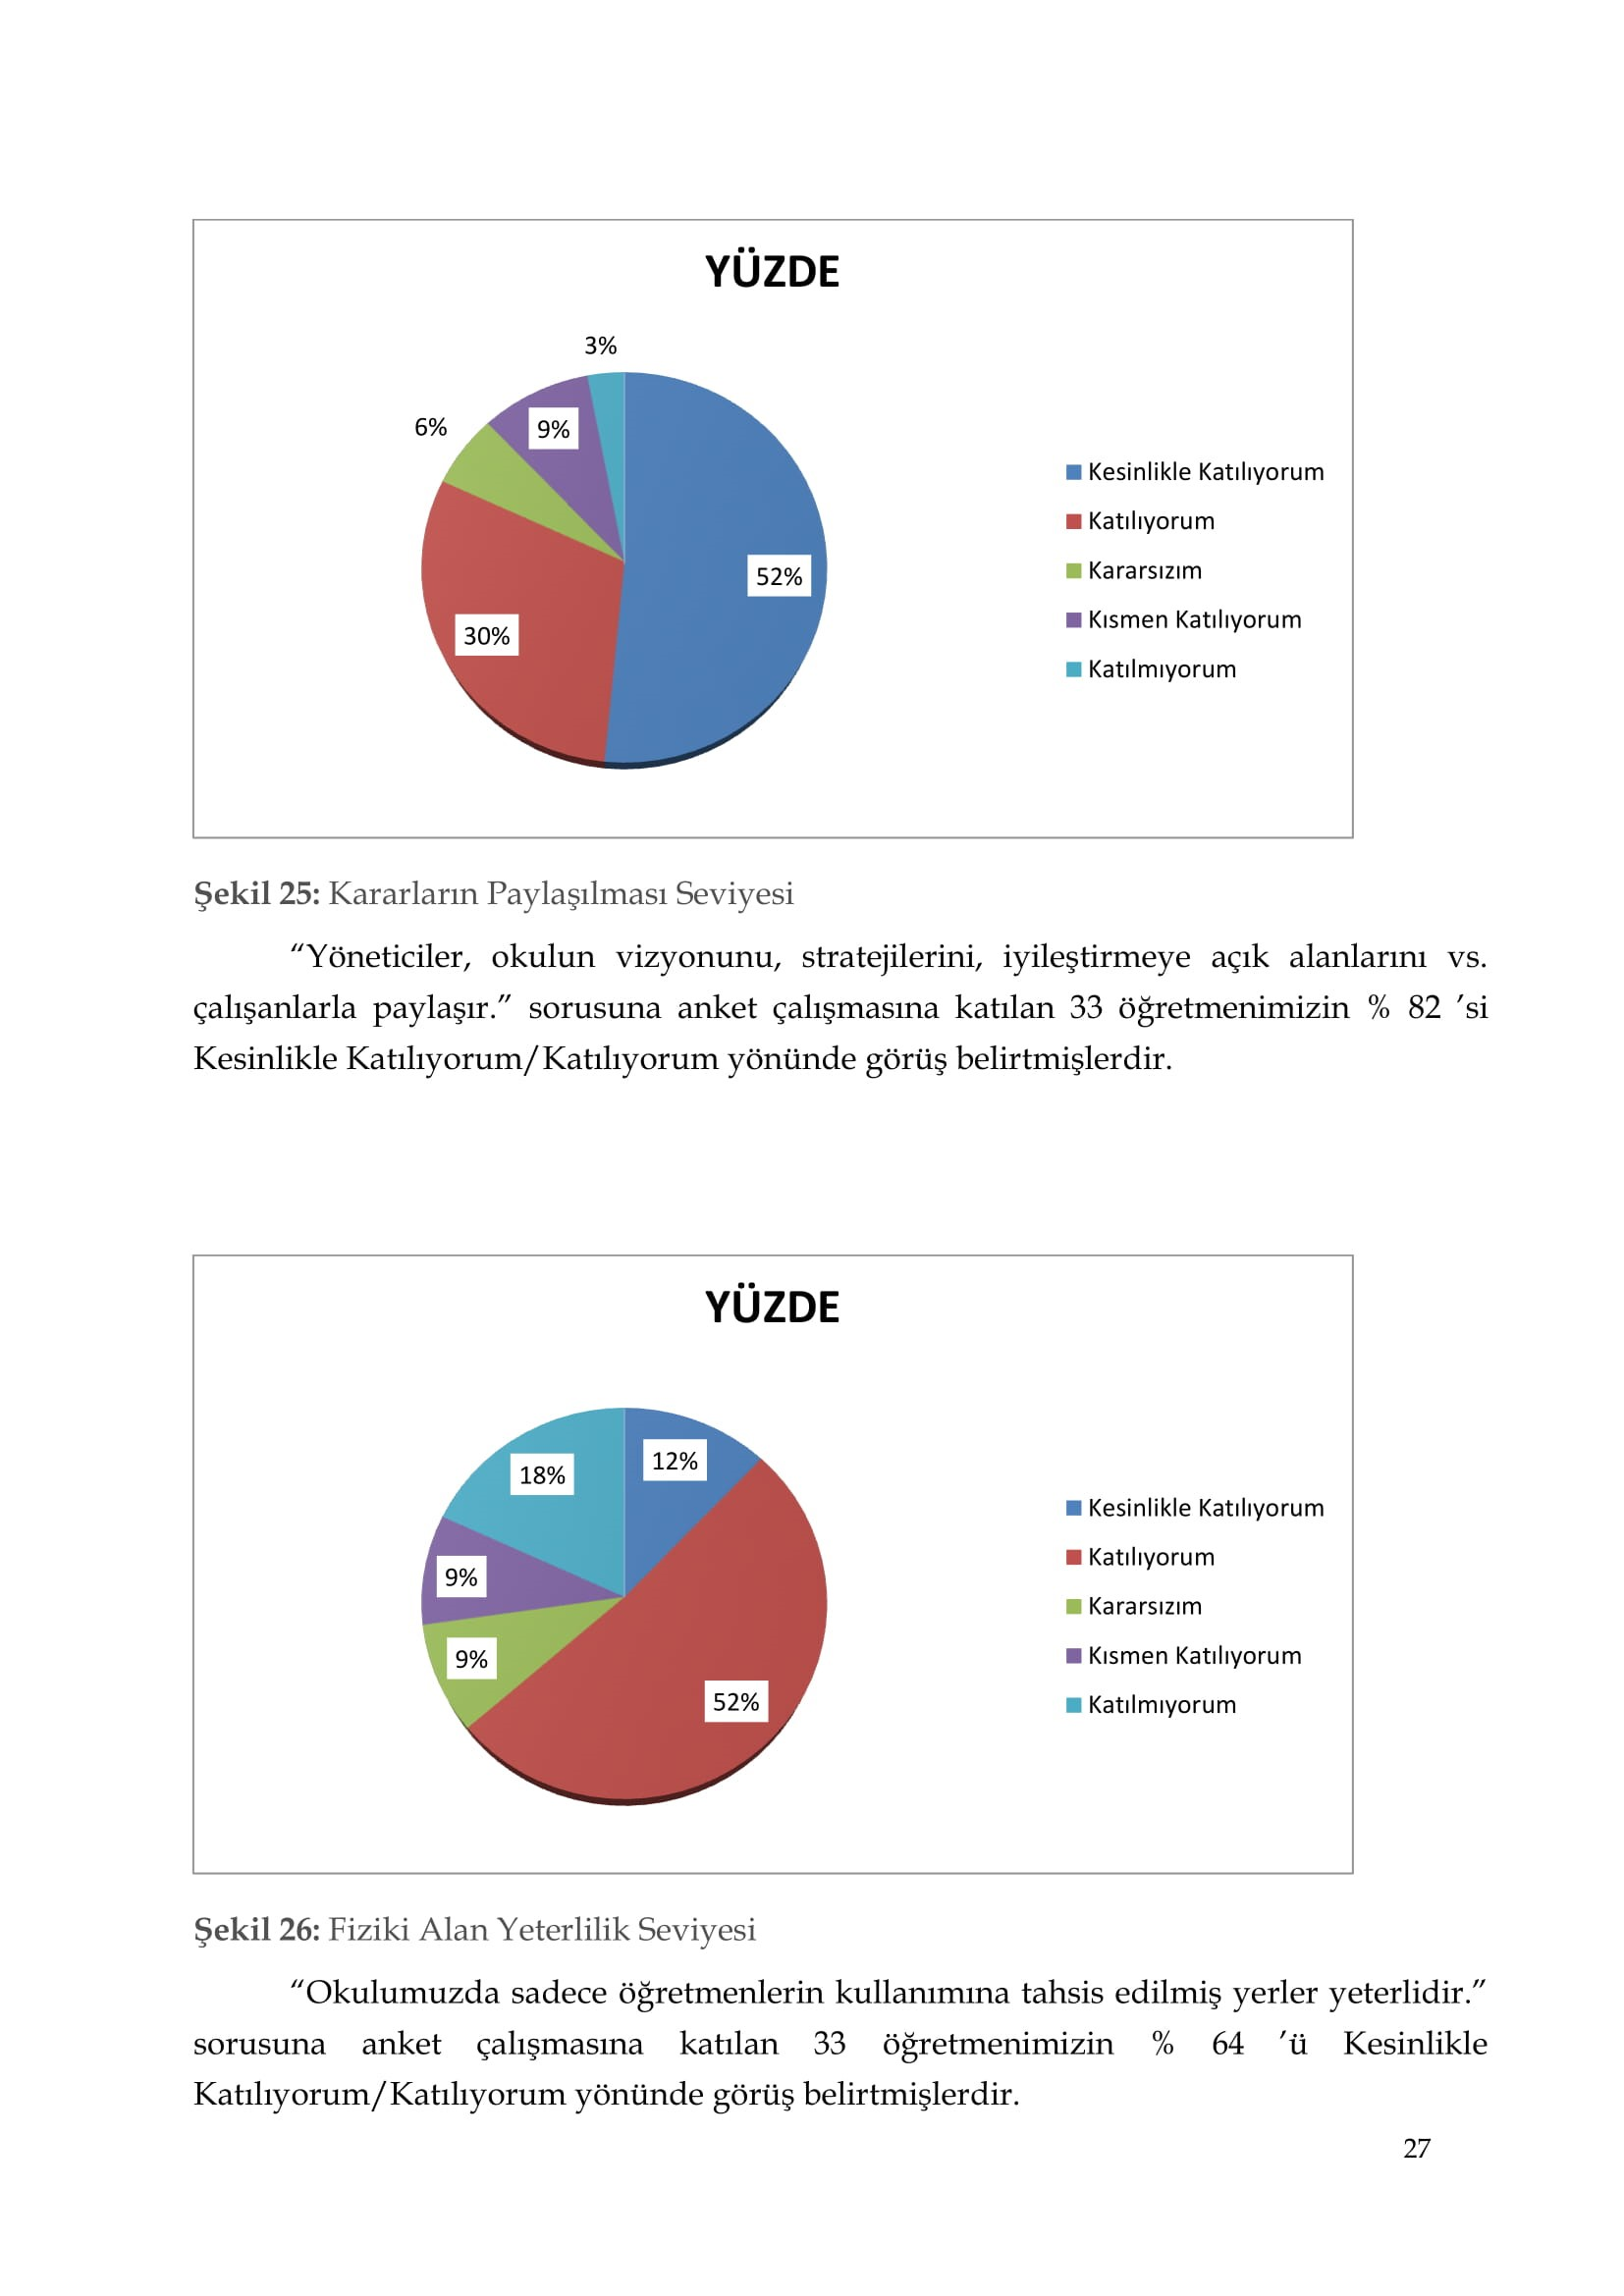 YÜZDE
3%
6%
9%
52%
30%
Kesinlikle Katılıyorum
Katılıyorum
Kararsızım
Kısmen Katılıyorum
Katılmıyorum
Şekil 25: Kararların Paylaşılması Seviyesi
“Yöneticiler, okulun vizyonunu, stratejilerini, iyileştirmeye açık alanlarını vs.
çalışanlarla paylaşır.” sorusuna anket çalışmasına katılan 33 öğretmenimizin % 82 ’si
Kesinlikle Katılıyorum/Katılıyorum yönünde görüş belirtmişlerdir.
YÜZDE
12%
18%
9%
9%
52%
Kesinlikle Katılıyorum
Katılıyorum
Kararsızım
Kısmen Katılıyorum
Katılmıyorum
Şekil 26: Fiziki Alan Yeterlilik Seviyesi
“Okulumuzda sadece öğretmenlerin kullanımına tahsis edilmiş yerler yeterlidir.”
sorusuna anket çalışmasına katılan 33 öğretmenimizin % 64 ’ü Kesinlikle
Katılıyorum/Katılıyorum yönünde görüş belirtmişlerdir.
27